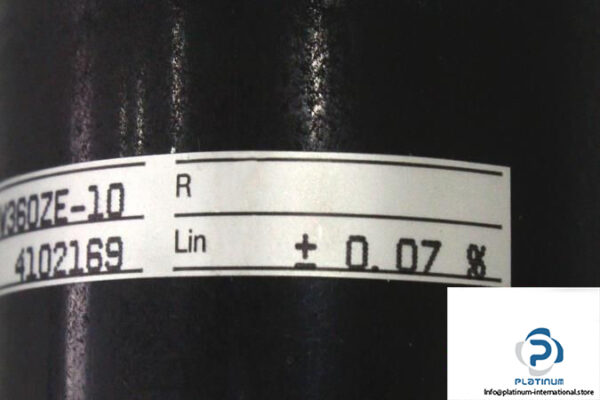 W360ZE-10
R
4102169
Lin ± 0.07 %
P
PLATINUM
Info@platinum-international.store